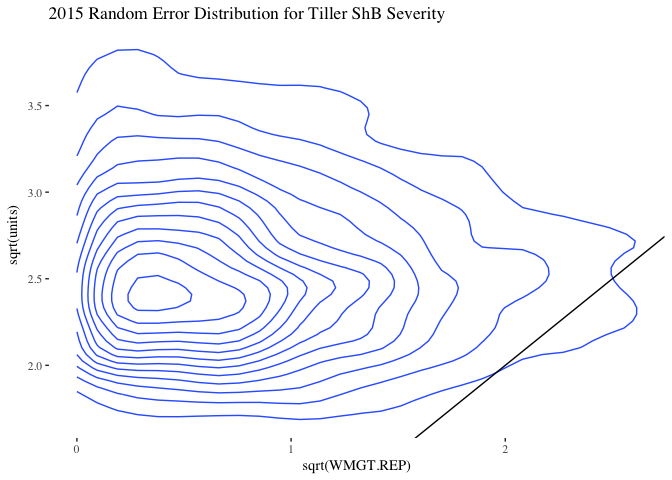 2015 Random Error Distribution for Tiller ShB Severity
3.5
3.0
2.5
2.0
sqrt(units)
0
1
2
sqrt(WMGT.REP)